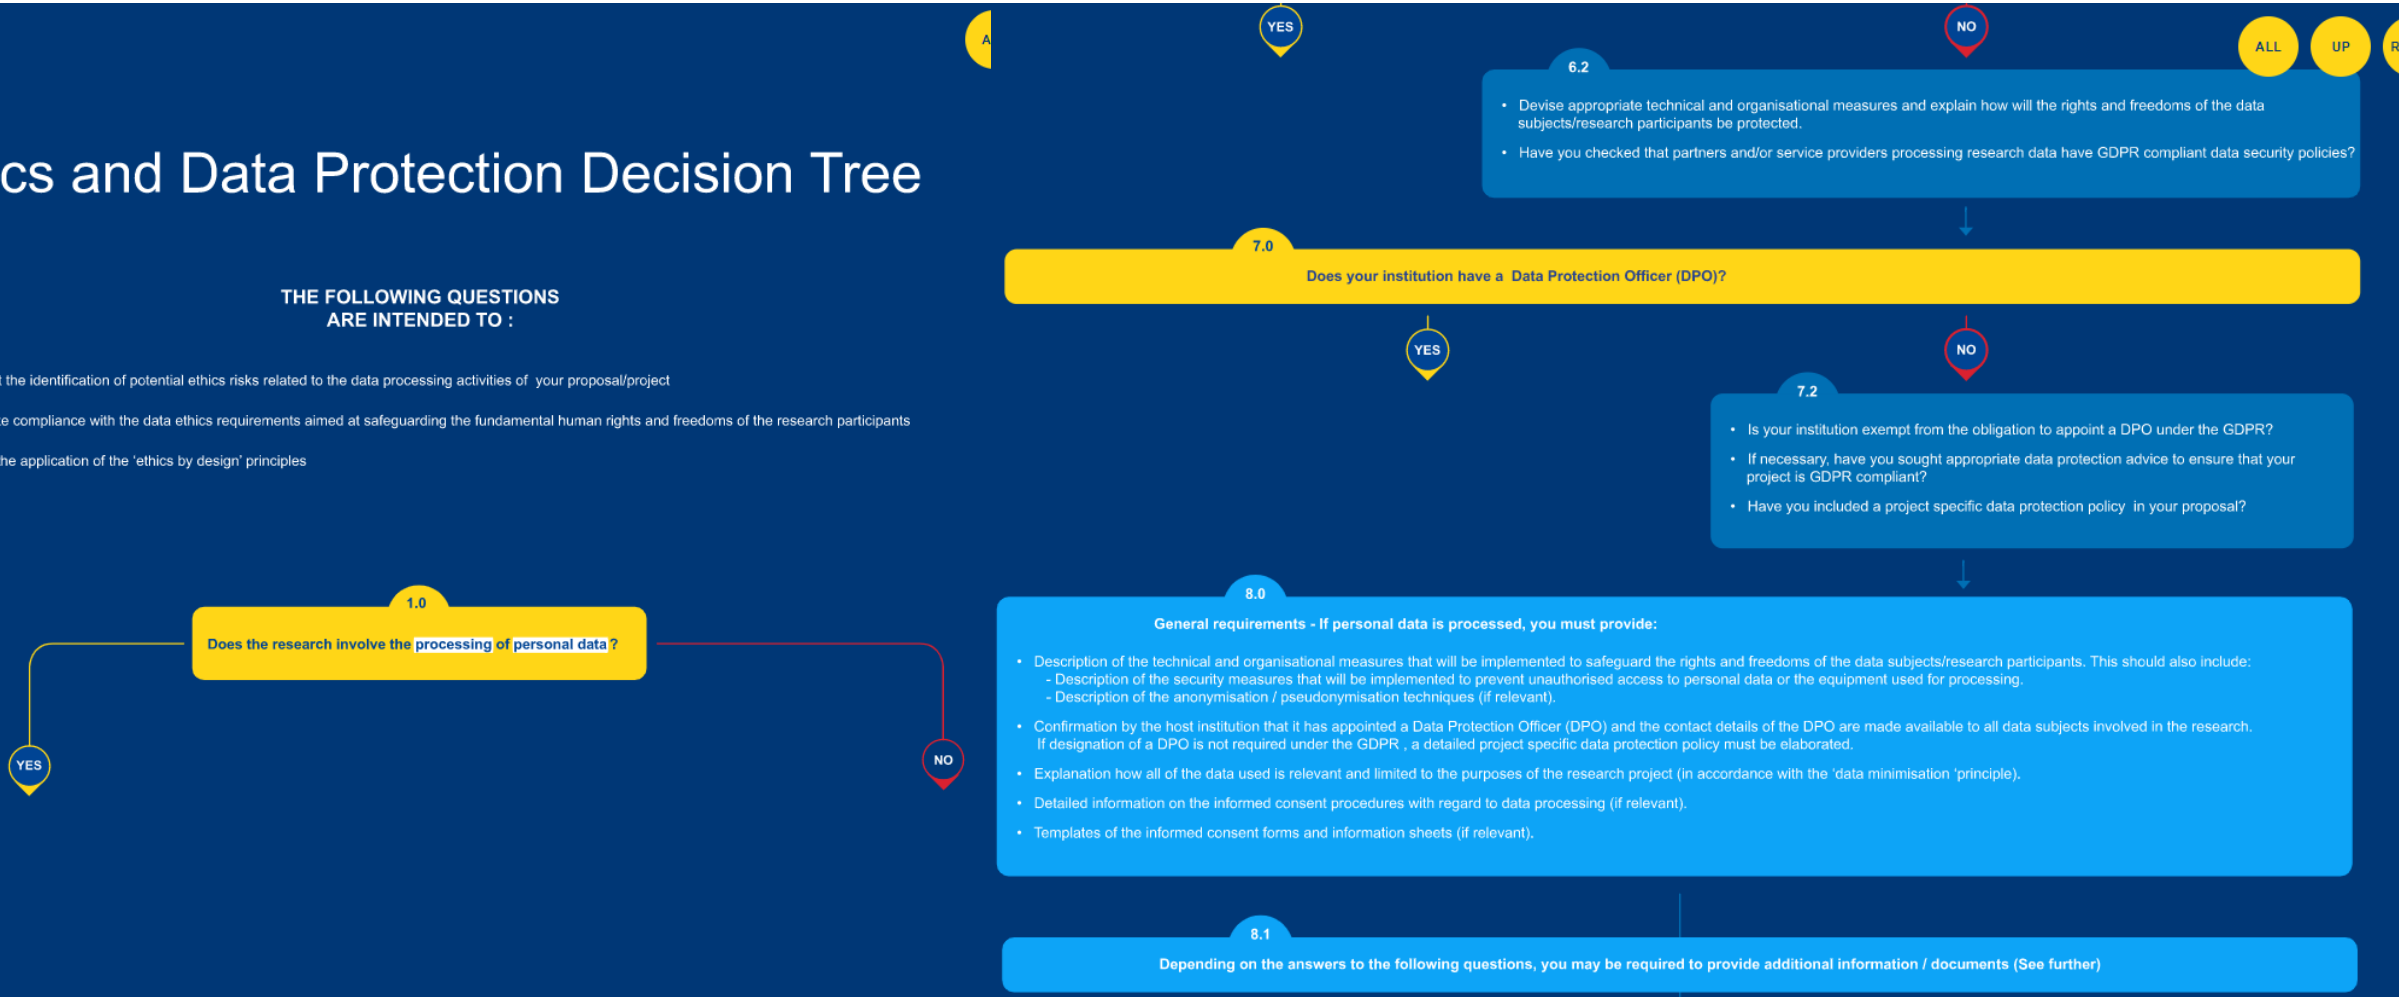 cs and Data Protection Decision Tree
THE FOLLOWING QUESTIONS
ARE INTENDED TO :
the identification of potential ethics risks related to the data processing activities of your proposal/project
compliance with the data ethics requirements aimed at safeguarding the fundamental human rights and freedoms of the research participants
the application of the ‘ethics by design’ principles
1.0
Does the research involve the processing of personal data ?
YES
NO
A
YES
NO
ALL
UP
R
6.2
• Devise appropriate technical and organisational measures and explain how will the rights and freedoms of the data
subjects/research participants be protected.
• Have you checked that partners and/or service providers processing research data have GDPR compliant data security policies?
7.0
Does your institution have a Data Protection Officer (DPO)?
YES
NO
7.2
• Is your institution exempt from the obligation to appoint a DPO under the GDPR?
• If necessary, have you sought appropriate data protection advice to ensure that your
project is GDPR compliant?
• Have you included a project specific data protection policy in your proposal?
8.0
General requirements - If personal data is processed, you must provide:
• Description of the technical and organisational measures that will be implemented to safeguard the rights and freedoms of the data subjects/research participants. This should also include:
- Description of the security measures that will be implemented to prevent unauthorised access to personal data or the equipment used for processing.
- Description of the anonymisation / pseudonymisation techniques (if relevant).
• Confirmation by the host institution that it has appointed a Data Protection Officer (DPO) and the contact details of the DPO are made available to all data subjects involved in the research.
If designation of a DPO is not required under the GDPR , a detailed project specific data protection policy must be elaborated.
• Explanation how all of the data used is relevant and limited to the purposes of the research project (in accordance with the ‘data minimisation ‘principle).
• Detailed information on the informed consent procedures with regard to data processing (if relevant).
• Templates of the informed consent forms and information sheets (if relevant).
8.1
Depending on the answers to the following questions, you may be required to provide additional information / documents (See further)